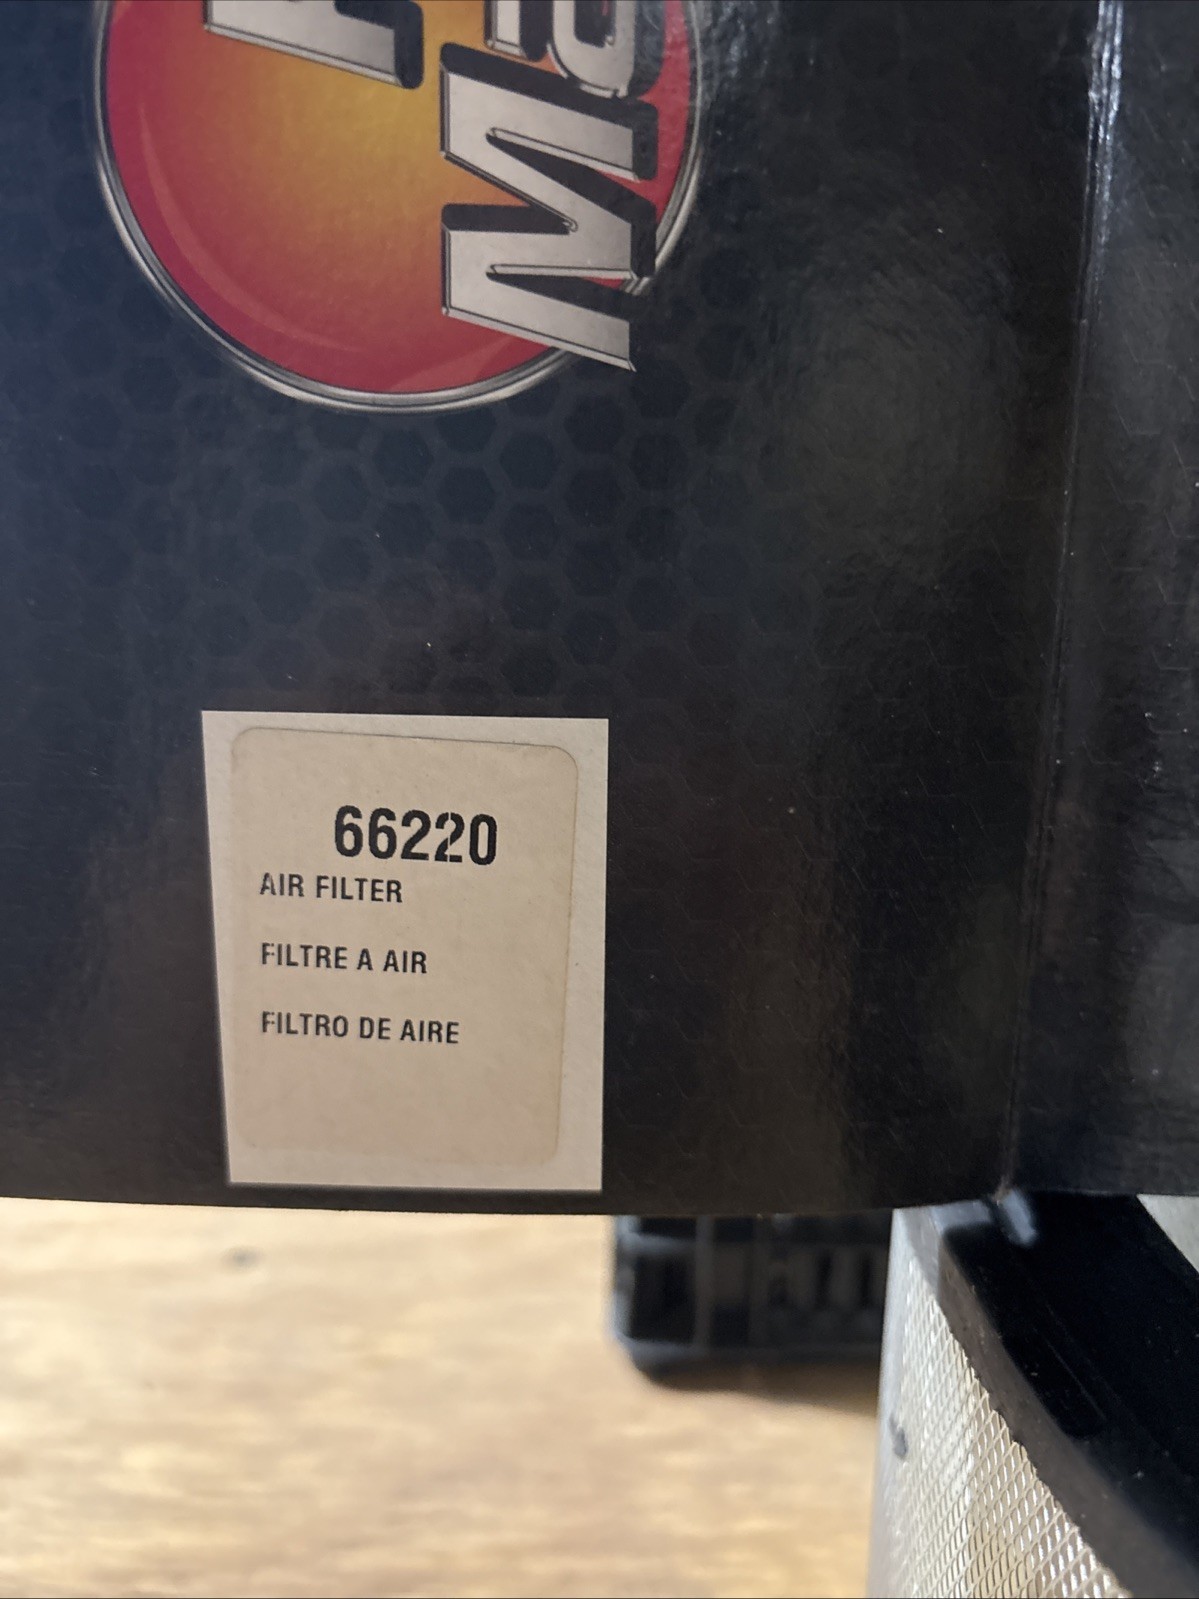 66220
AIR FILTER
FILTRE A AIR
FILTRO DE AIRE